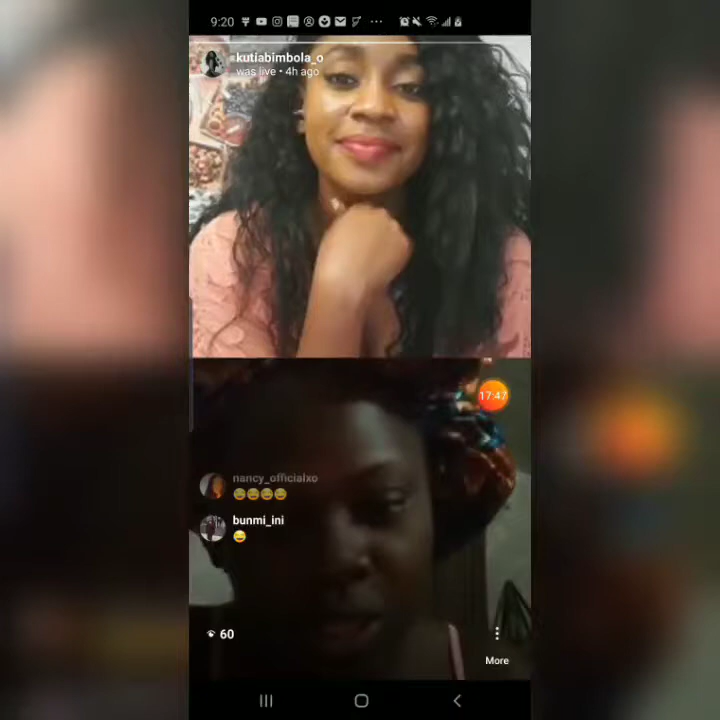 9:20
kutiabimbola_o
was live • 4h ago
17:47
nancy_officialxo
😂😂😂😂
bunmi_ini
😂
60
More